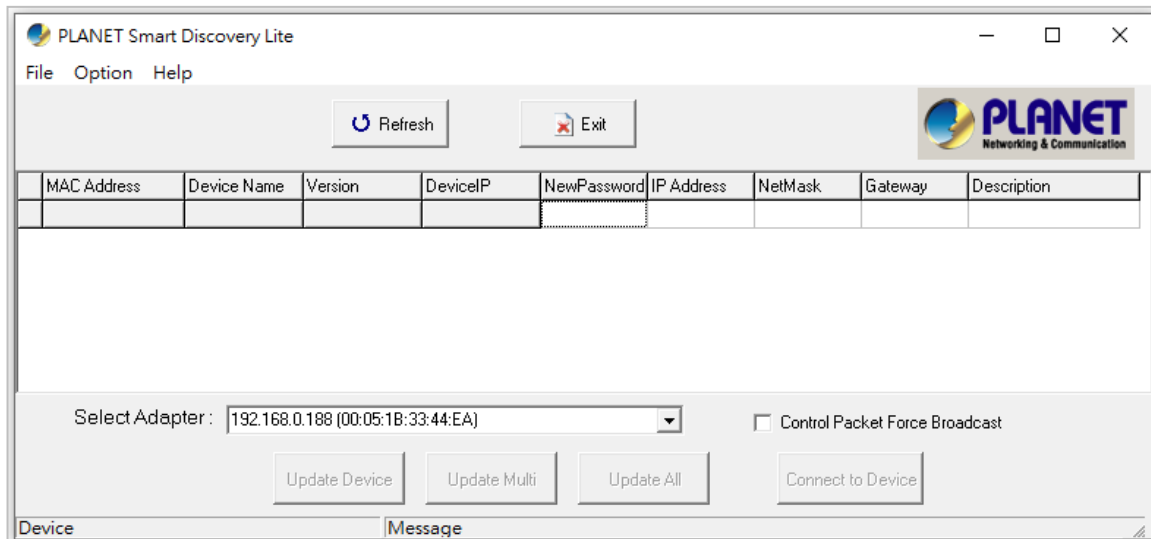 PLANET Smart Discovery Lite
File Option Help
Refresh Exit PLANET
Networking & Communication
MAC Address Device Name Version DeviceIP NewPassword IP Address NetMask Gateway Description
Select Adapter : 192.168.0.188 (00:05:1B:33:44:EA) Control Packet Force Broadcast
Update Device Update Multi Update All Connect to Device
Device Message